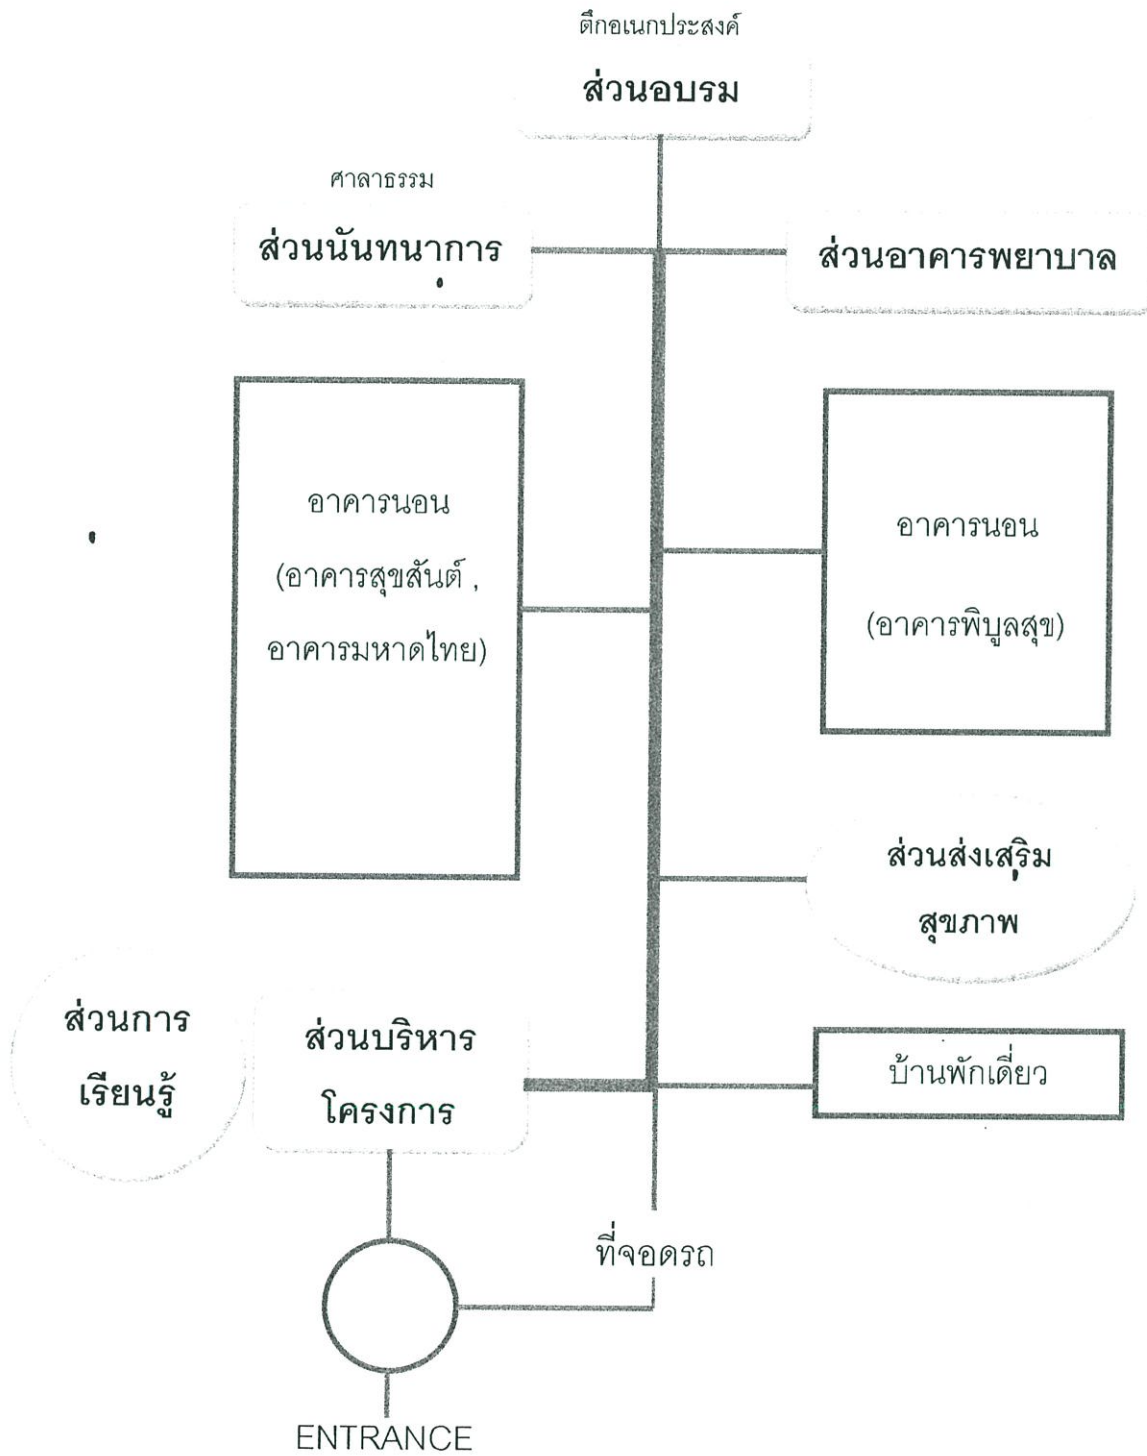 ตึกอเนกประสงค์
ส่วนอบรม
ศาลาธรรม
ส่วนนันทนาการ
ส่วนอาคารพยาบาล
อาคารนอน
(อาคารสุขสันต์ ,
อาคารมหาดไทย)
อาคารนอน
(อาคารพิบูลสุข)
ส่วนส่งเสริม
สุขภาพ
ส่วนการ
เรียนรู้
ส่วนบริหาร
โครงการ
บ้านพักเดี่ยว
ที่จอดรถ
ENTRANCE